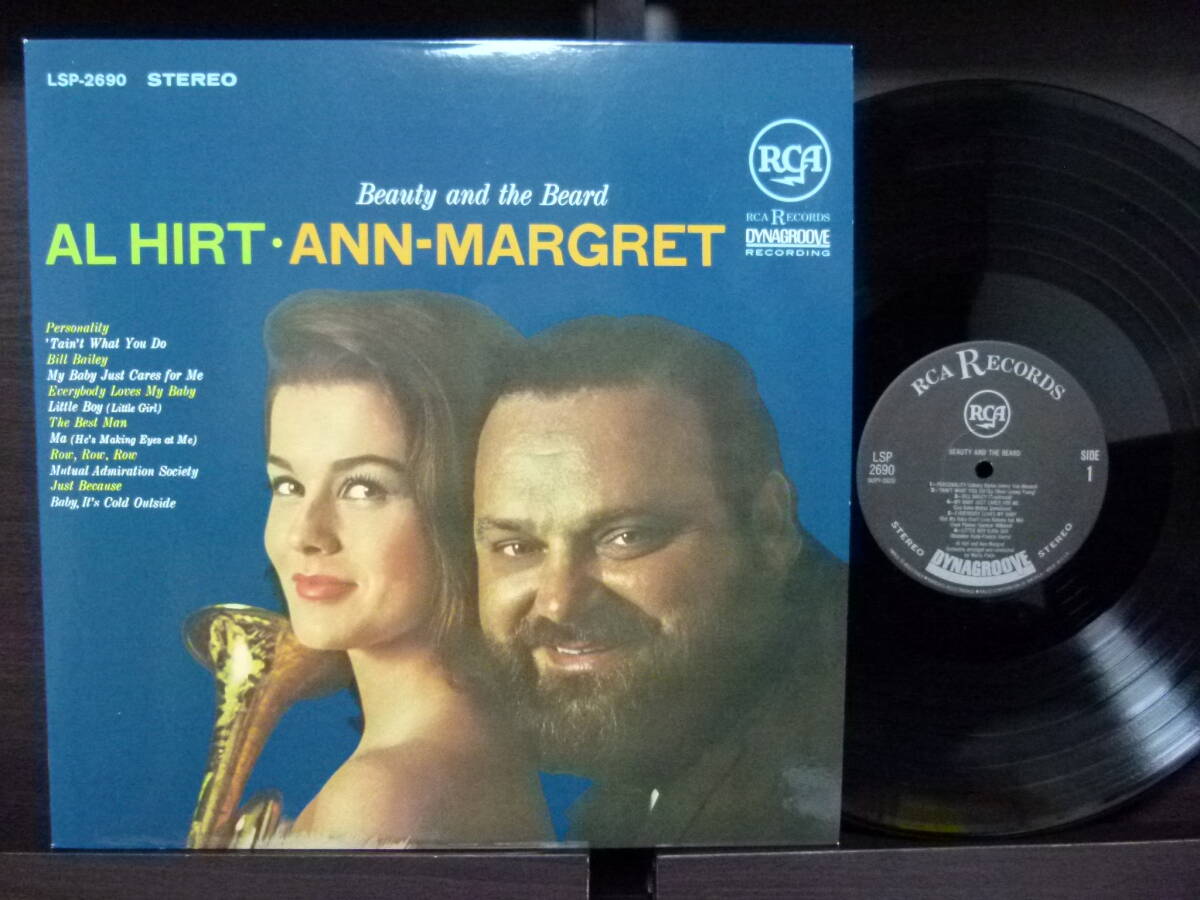 LSP-2690 STEREO
RCA
RCA RECORDS
DYNAGROOVE
RECORDING
Beauty and the Beard
AL HIRT · ANN-MARGRET
Personality
'Tain't What You Do
Bill Bailey
My Baby Just Cares for Me
Everybody Loves My Baby
Little Boy (Little Girl)
The Best Man
Ma (He's Making Eyes at Me)
Row, Row, Row
Mutual Admiration Society
Just Because
Baby, It's Cold Outside
RCA RECORDS
RCA
BEAUTY AND THE BEARD
LSP
2690
SIDE
1
STEREO
DYNAGROOVE
STEREO